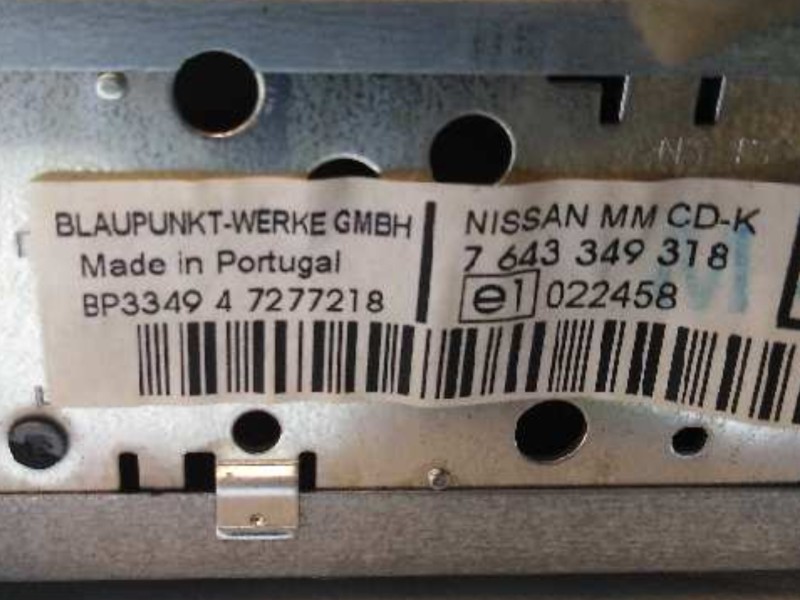 BLAUPUNKT-WERKE GMBH
Made in Portugal
BP3349 4 7277218
NISSAN MM CD-K
7 643 349 318
e1 022458